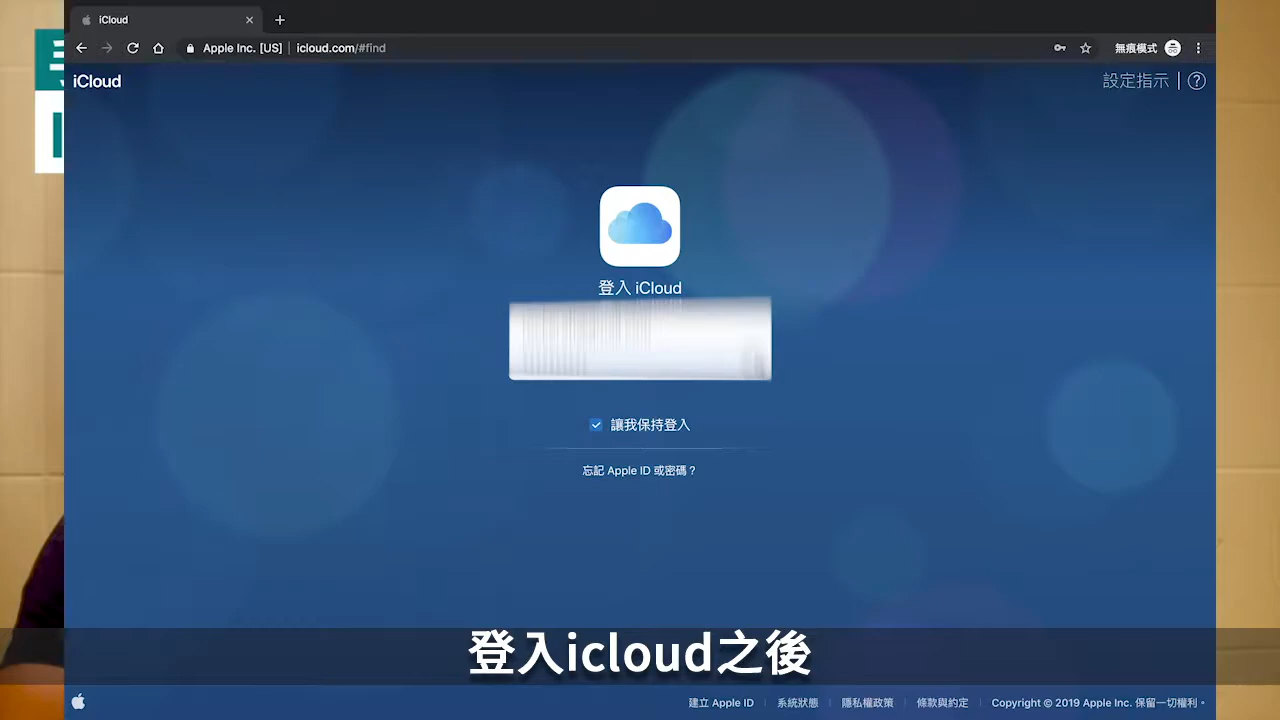 iCloud
Apple Inc. [US] | icloud.com/#find
無痕模式
iCloud
設定指示
登入 iCloud
讓我保持登入
忘記 Apple ID 或密碼？
登入icloud之後
建立 Apple ID | 系統狀態 | 隱私權政策 | 條款與約定 | Copyright © 2019 Apple Inc. 保留一切權利。